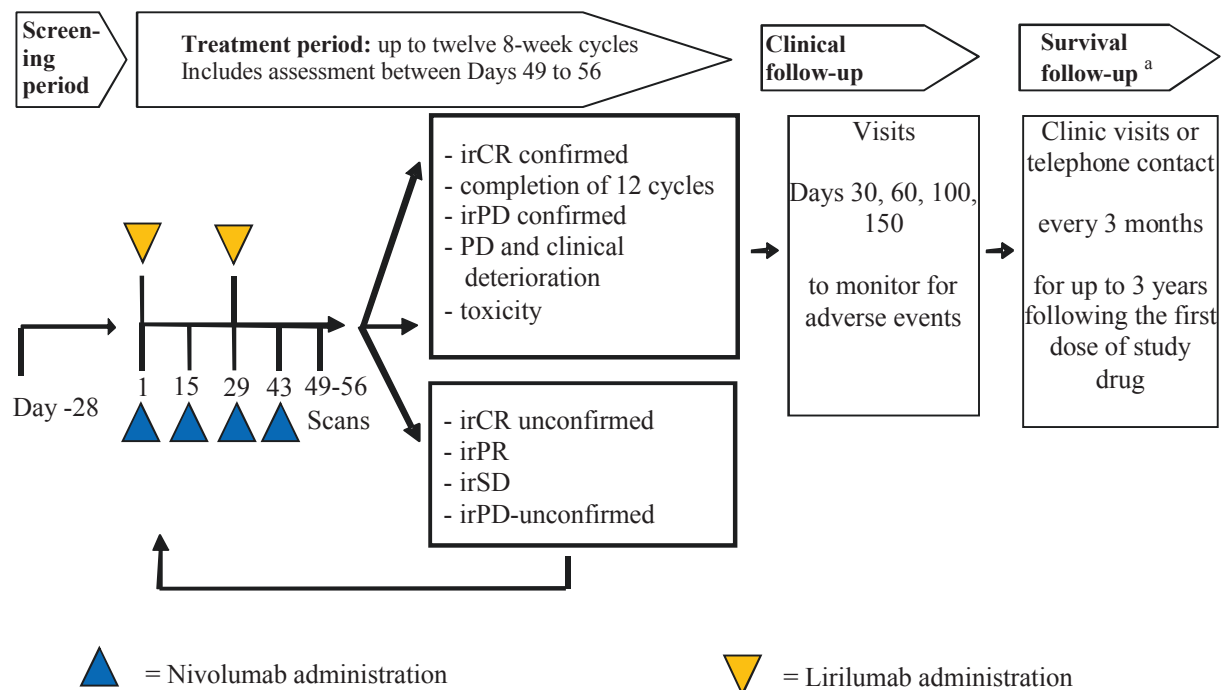 Screen-
ing
period
Treatment period: up to twelve 8-week cycles
Includes assessment between Days 49 to 56
Clinical
follow-up
Survival
follow-up a
- irCR confirmed
- completion of 12 cycles
- irPD confirmed
- PD and clinical
deterioration
- toxicity
Visits
Days 30, 60, 100,
150
to monitor for
adverse events
Clinic visits or
telephone contact
every 3 months
for up to 3 years
following the first
dose of study
drug
Day -28
1 15 29 43 49-56
Scans
- irCR unconfirmed
- irPR
- irSD
- irPD-unconfirmed
= Nivolumab administration
= Lirilumab administration